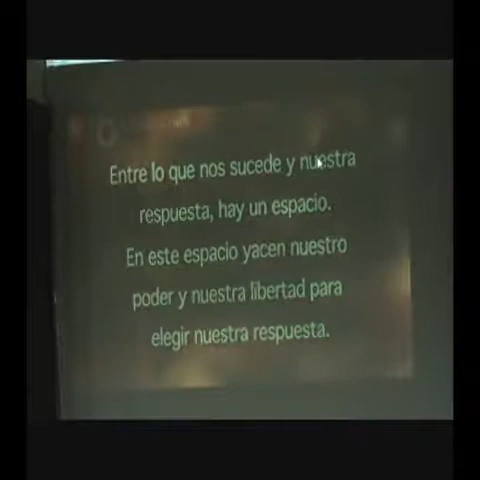 Entre lo que nos sucede y nuestra
respuesta, hay un espacio.
En este espacio yacen nuestro
poder y nuestra libertad para
elegir nuestra respuesta.